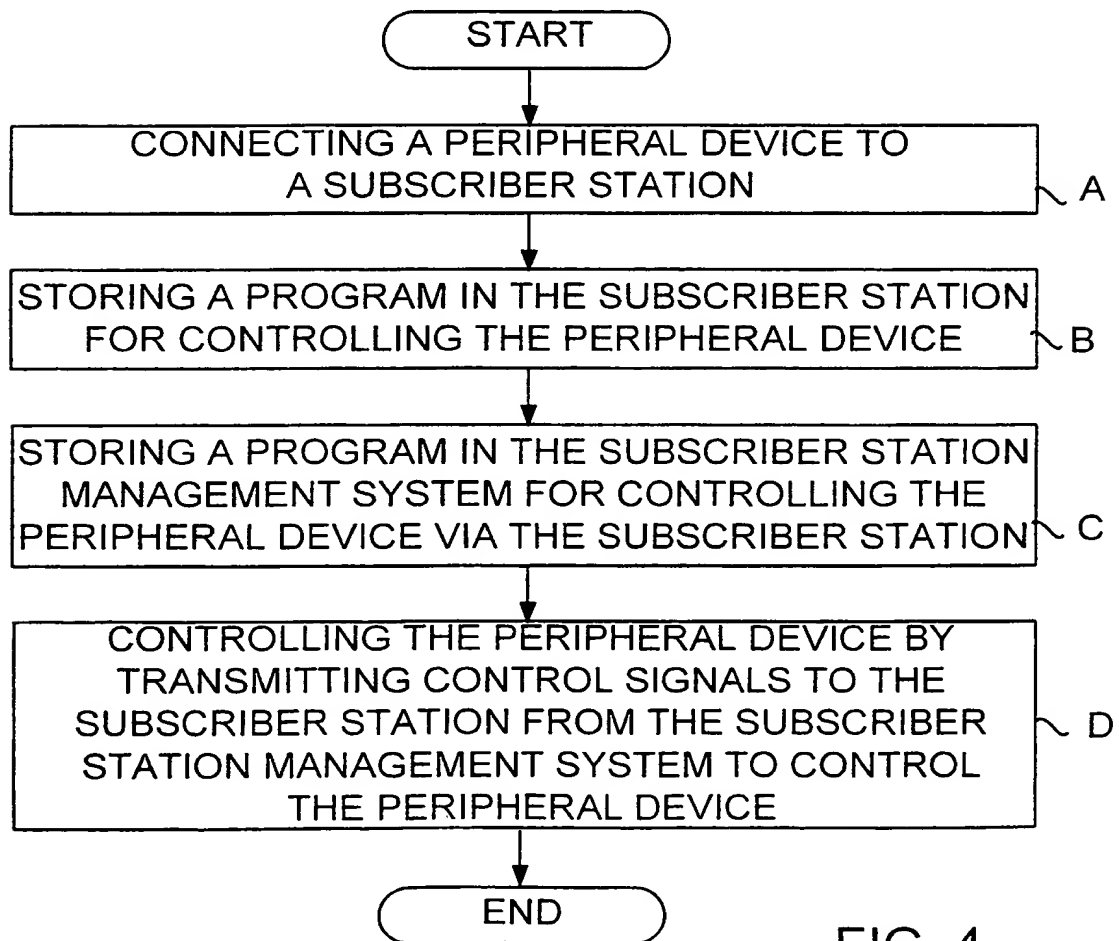 START
CONNECTING A PERIPHERAL DEVICE TO
A SUBSCRIBER STATION
A
STORING A PROGRAM IN THE SUBSCRIBER STATION
FOR CONTROLLING THE PERIPHERAL DEVICE
B
STORING A PROGRAM IN THE SUBSCRIBER STATION
MANAGEMENT SYSTEM FOR CONTROLLING THE
PERIPHERAL DEVICE VIA THE SUBSCRIBER STATION
C
CONTROLLING THE PERIPHERAL DEVICE BY
TRANSMITTING CONTROL SIGNALS TO THE
SUBSCRIBER STATION FROM THE SUBSCRIBER
STATION MANAGEMENT SYSTEM TO CONTROL
THE PERIPHERAL DEVICE
D
END
FIG. 4